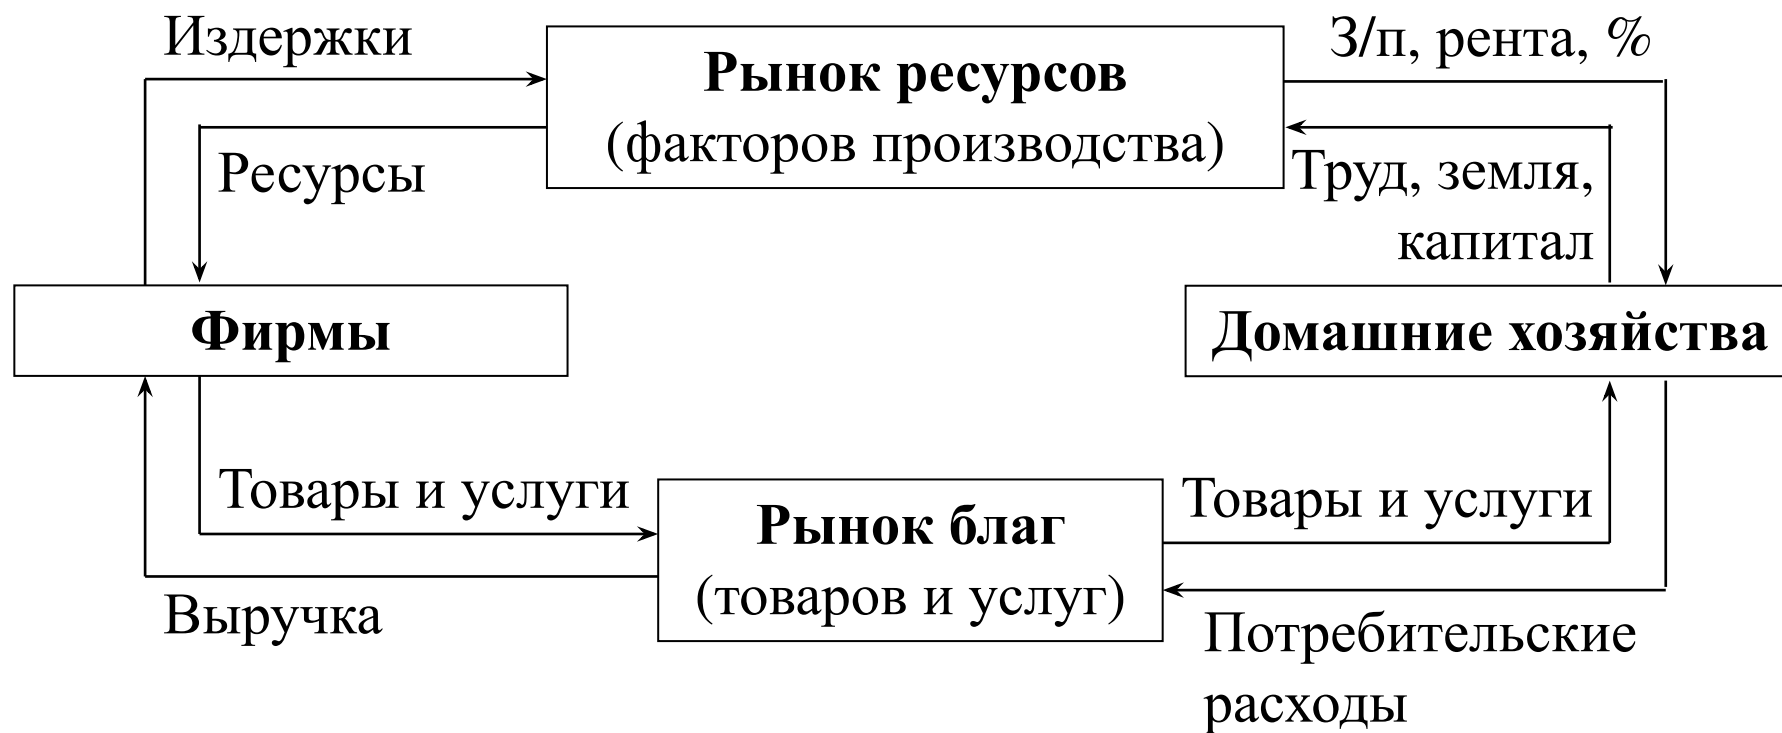 Издержки
Рынок ресурсов
(факторов производства)
З/п, рента, %
Ресурсы
Труд, земля,
капитал
Фирмы
Домашние хозяйства
Товары и услуги
Рынок благ
(товаров и услуг)
Товары и услуги
Выручка
Потребительские
расходы